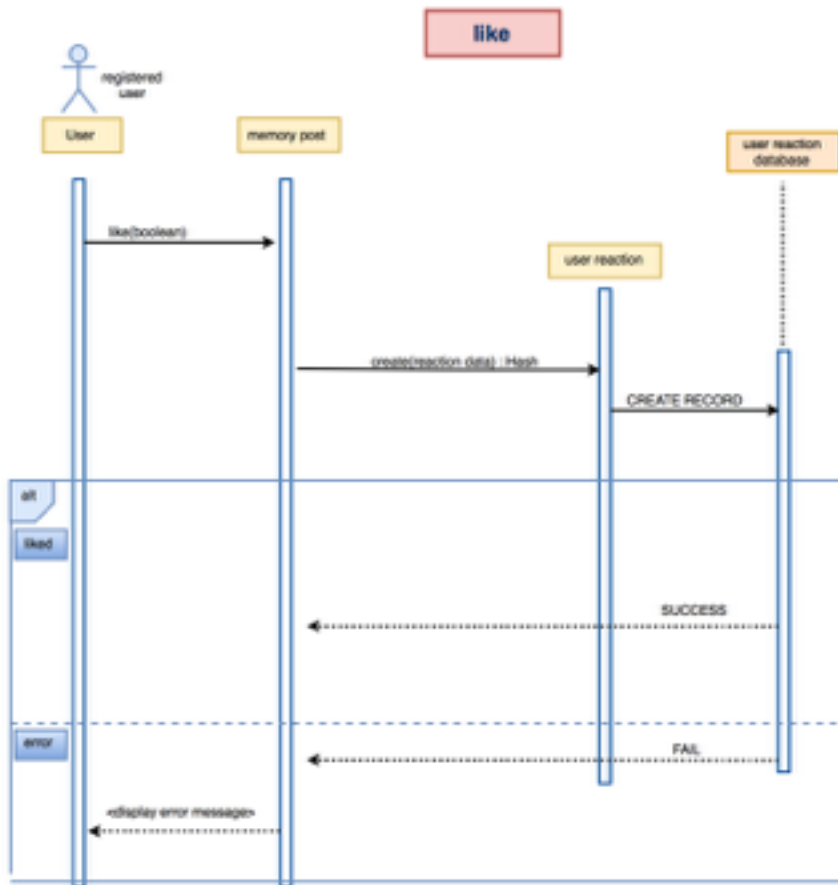 like
registered
user
User
memory post
user reaction
database
like(boolean)
user reaction
create(reaction data) : Hash
CREATE RECORD
alt
liked
SUCCESS
error
FAIL
<display error message>